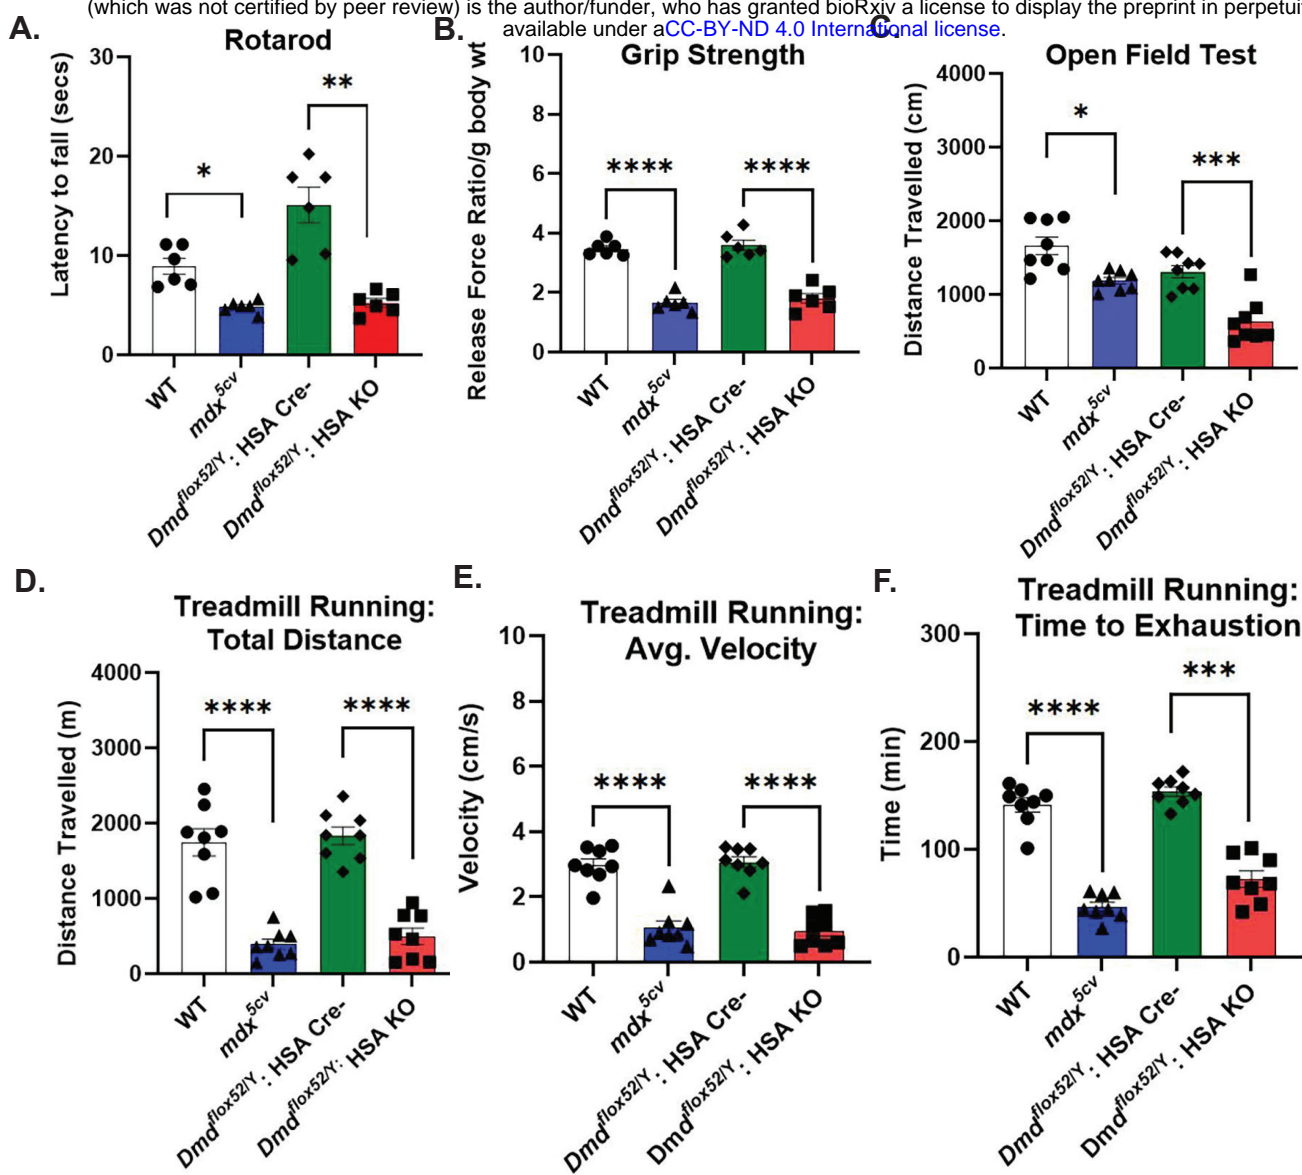 (which was not certified by peer review) is the author/funder, who has granted bioRxiv a license to display the preprint in perpetui
available under aCC-BY-ND 4.0 International license.
A.
Rotarod
Latency to fall (secs)
30
20
10
0
*
**
WT
mdx5cv
Dmdflox52/Y: HSA Cre-
Dmdflox52/Y: HSA KO
B.
Grip Strength
Release Force Ratio/g body wt
10
8
6
4
2
0
****
****
WT
mdx5cv
Dmdflox52/Y: HSA Cre-
Dmdflox52/Y: HSA KO
C.
Open Field Test
Distance Travelled (cm)
4000
3000
2000
1000
0
*
***
WT
mdx5cv
Dmdflox52/Y: HSA Cre-
Dmdflox52/Y: HSA KO
D.
Treadmill Running:
Total Distance
Distance Travelled (m)
4000
3000
2000
1000
0
****
****
WT
mdx5cv
Dmdflox52/Y: HSA Cre-
Dmdflox52/Y: HSA KO
E.
Treadmill Running:
Avg. Velocity
Velocity (cm/s)
10
8
6
4
2
0
****
****
WT
mdx5cv
Dmdflox52/Y: HSA Cre-
Dmdflox52/Y: HSA KO
F.
Treadmill Running:
Time to Exhaustion
Time (min)
300
200
100
0
****
***
WT
mdx5cv
Dmdflox52/Y: HSA Cre-
Dmdflox52/Y: HSA KO